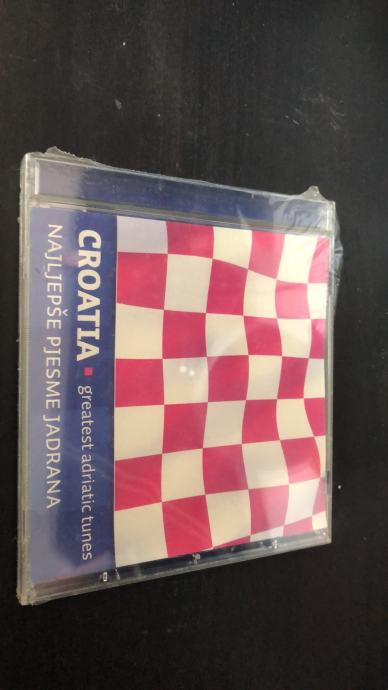 CROATIA ▪ greatest adriatic tunes
NAJLJEPŠE PJESME JADRANA